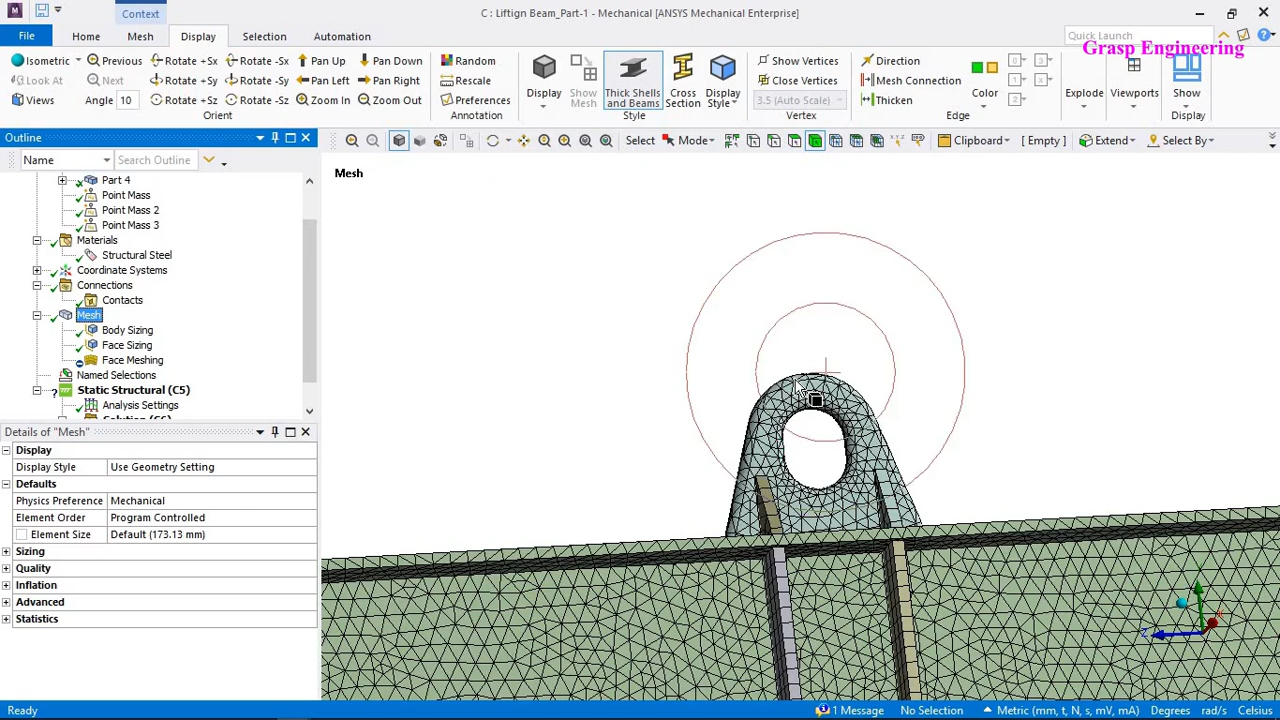 C : Liftign Beam_Part-1 - Mechanical [ANSYS Mechanical Enterprise]
Context
File Home Mesh Display Selection Automation
Quick Launch
Grasp Engineering
Isometric Previous Rotate +Sx Rotate -Sx Pan Up Pan Down Random Show Vertices Direction
Look At Next Rotate +Sy Rotate -Sy Pan Left Pan Right Rescale Close Vertices Mesh Connection
Views Angle 10 Rotate +Sz Rotate -Sz Zoom In Zoom Out Preferences 3.5 (Auto Scale) Thicken
Display
Show Mesh
Thick Shells and Beams
Cross Section
Display Style
Color
Explode
Viewports
Show
Orient Annotation Style Vertex Edge Display
Outline
Select Mode Clipboard [ Empty ] Extend Select By
Name Search Outline
Part 4
Point Mass
Point Mass 2
Point Mass 3
Materials
Structural Steel
Coordinate Systems
Connections
Contacts
Mesh
Body Sizing
Face Sizing
Face Meshing
Named Selections
Static Structural (C5)
Analysis Settings
Solution (C6)
Details of "Mesh"
Display
Display Style Use Geometry Setting
Defaults
Physics Preference Mechanical
Element Order Program Controlled
Element Size Default (173.13 mm)
Sizing
Quality
Inflation
Advanced
Statistics
Mesh
Z
Ready 1 Message No Selection Metric (mm, t, N, s, mV, mA) Degrees rad/s Celsius